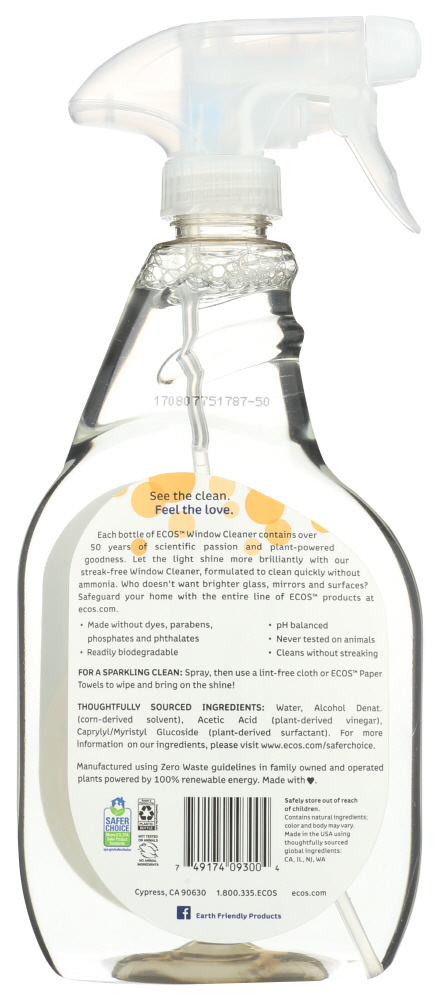 170807751787-50
See the clean.
Feel the love.
Each bottle of ECOS™ Window Cleaner contains over
50 years of scientific passion and plant-powered
goodness. Let the light shine more brilliantly with our
streak-free Window Cleaner, formulated to clean quickly without
ammonia. Who doesn't want brighter glass, mirrors and surfaces?
Safeguard your home with the entire line of ECOS™ products at
ecos.com.
• Made without dyes, parabens,
phosphates and phthalates
• Readily biodegradable
• pH balanced
• Never tested on animals
• Cleans without streaking
FOR A SPARKLING CLEAN: Spray, then use a lint-free cloth or ECOS™ Paper
Towels to wipe and bring on the shine!
THOUGHTFULLY SOURCED INGREDIENTS: Water, Alcohol Denat.
(corn-derived solvent), Acetic Acid (plant-derived vinegar),
Caprylyl/Myristyl Glucoside (plant-derived surfactant). For more
information on our ingredients, please visit www.ecos.com/saferchoice.
Manufactured using Zero Waste guidelines in family owned and operated
plants powered by 100% renewable energy. Made with ♥.
SAFER
CHOICE
PLASTIC
BOTTLE
NOT TESTED
ON ANIMALS
NO ANIMAL
INGREDIENTS
7 49174 09300 4
Safely store out of reach
of children.
Contains natural ingredients;
color and body may vary.
Made in the USA using
thoughtfully sourced
global ingredients:
CA, IL, NJ, WA
Cypress, CA 90630 1.800.335.ECOS ecos.com
Earth Friendly Products